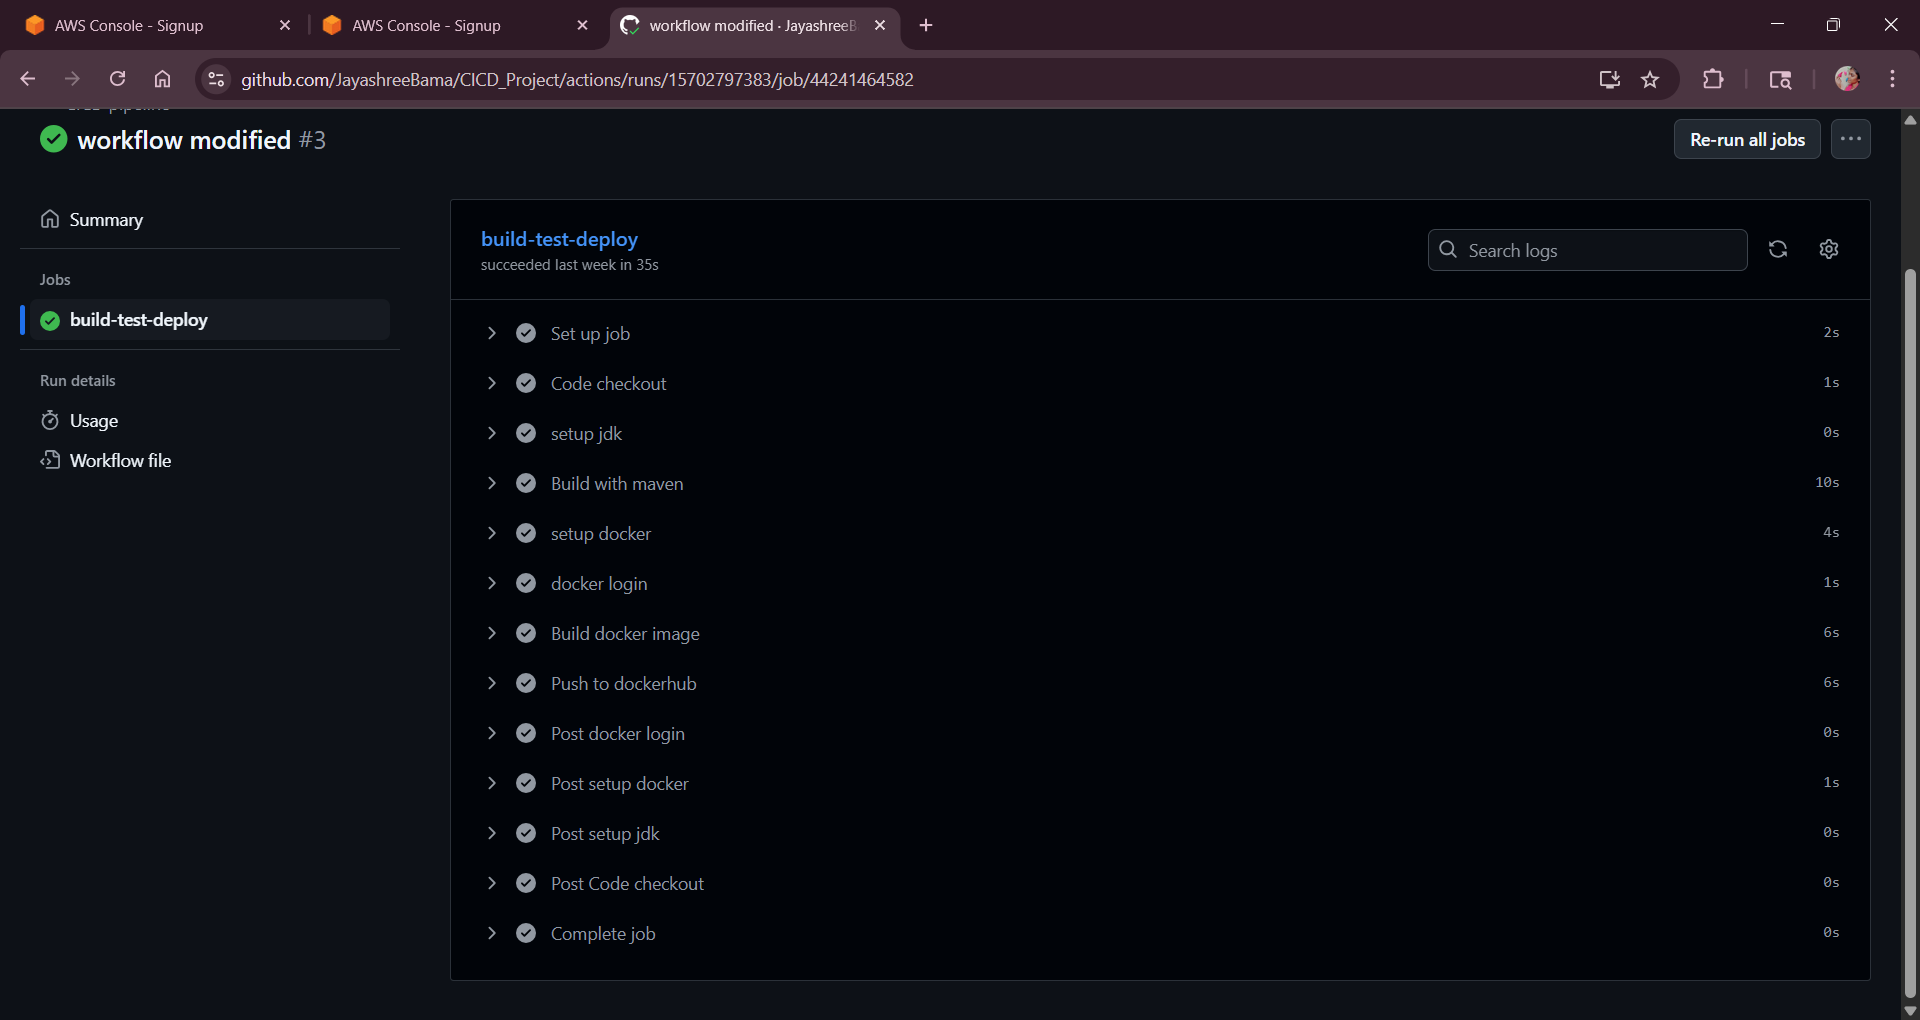 AWS Console - Signup
AWS Console - Signup
workflow modified · JayashreeB
github.com/JayashreeBama/CICD_Project/actions/runs/15702797383/job/44241464582
workflow modified #3
Re-run all jobs
Summary
Jobs
build-test-deploy
Run details
Usage
Workflow file
build-test-deploy
succeeded last week in 35s
Search logs
Set up job 2s
Code checkout 1s
setup jdk 0s
Build with maven 10s
setup docker 4s
docker login 1s
Build docker image 6s
Push to dockerhub 6s
Post docker login 0s
Post setup docker 1s
Post setup jdk 0s
Post Code checkout 0s
Complete job 0s